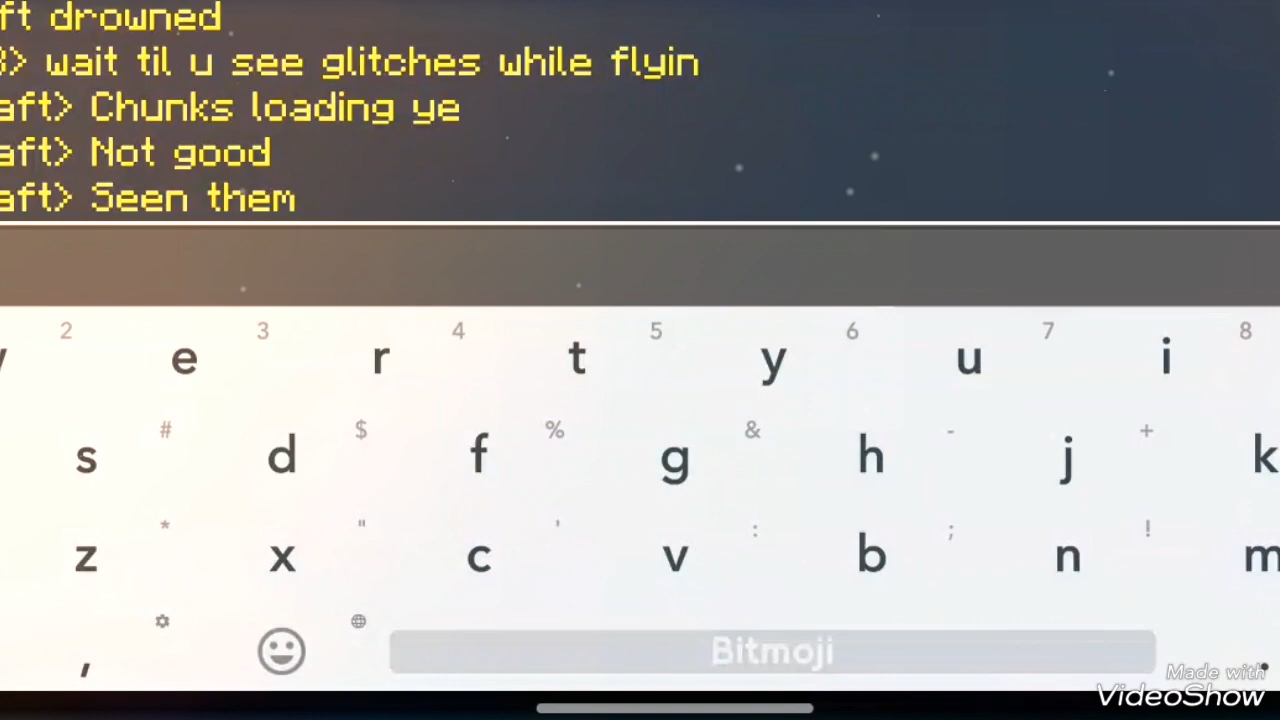 ft drowned
> wait til u see glitches while flyin
aft> Chunks loading ye
aft> Not good
aft> Seen them
2 3 4 5 6 7 8
e r t y u i
# $ % & - +
s d f g h j k
* " ' : ; !
z x c v b n m
, Bitmoji .
Made with
VideoShow